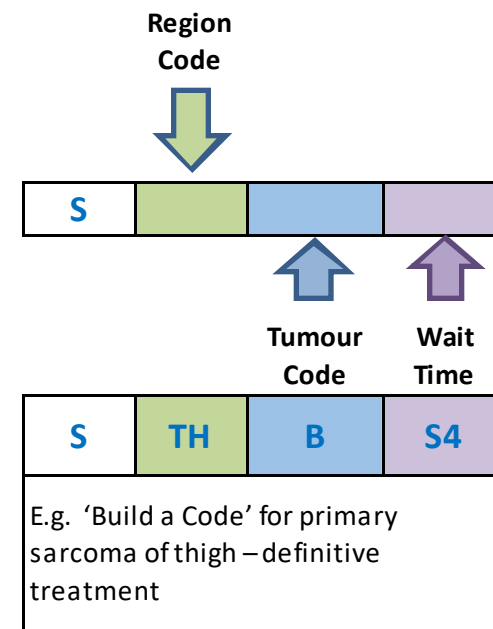 Region
Code
S
Tumour
Code
Wait
Time
S TH B S4
E.g. ‘Build a Code’ for primary
sarcoma of thigh – definitive
treatment